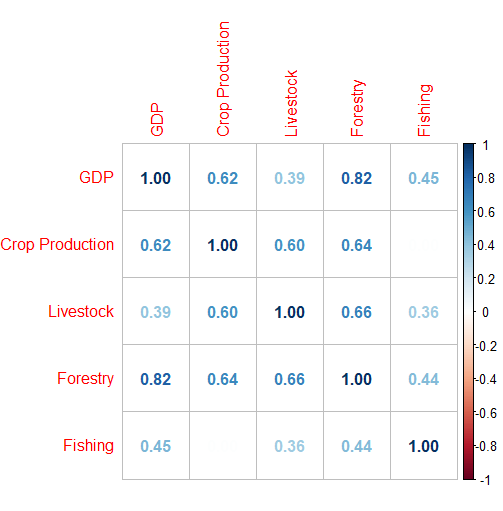 GDP
Crop Production
Livestock
Forestry
Fishing
GDP 1.00 0.62 0.39 0.82 0.45
Crop Production 0.62 1.00 0.60 0.64
Livestock 0.39 0.60 1.00 0.66 0.36
Forestry 0.82 0.64 0.66 1.00 0.44
Fishing 0.45 0.36 0.44 1.00
1
0.8
0.6
0.4
0.2
0
-0.2
-0.4
-0.6
-0.8
-1